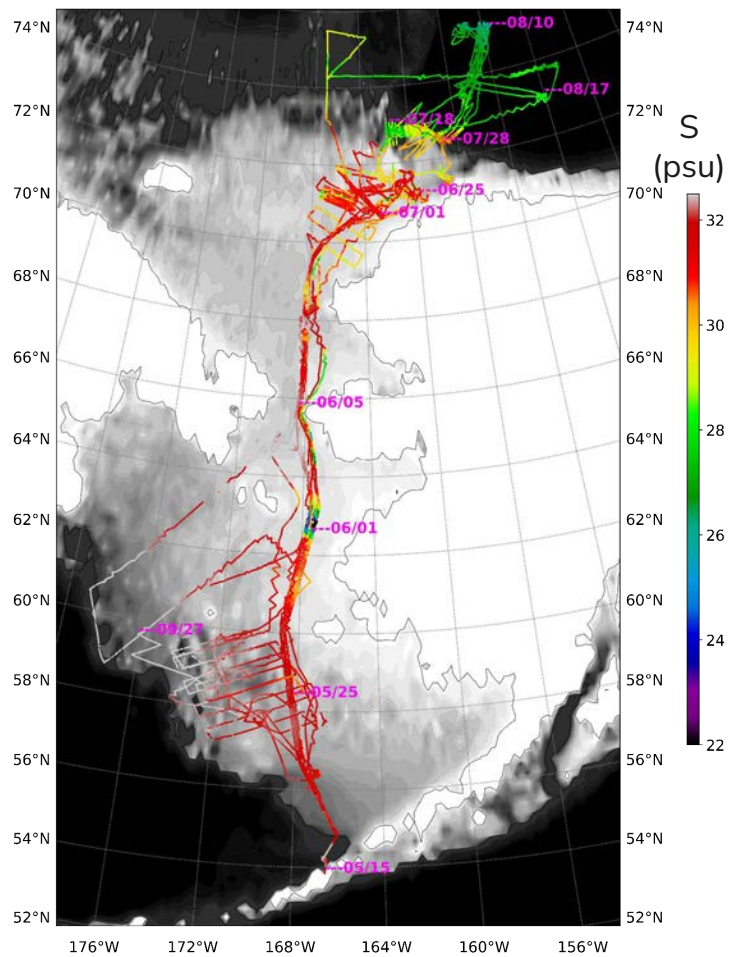 74°N
72°N
70°N
68°N
66°N
64°N
62°N
60°N
58°N
56°N
54°N
52°N
---08/10
---08/17
---07/18
---07/28
---06/25
---07/01
---06/05
---06/01
---09/27
---05/25
---05/15
74°N
72°N
70°N
68°N
66°N
64°N
62°N
60°N
58°N
56°N
54°N
52°N
176°W 172°W 168°W 164°W 160°W 156°W
S
(psu)
32
30
28
26
24
22